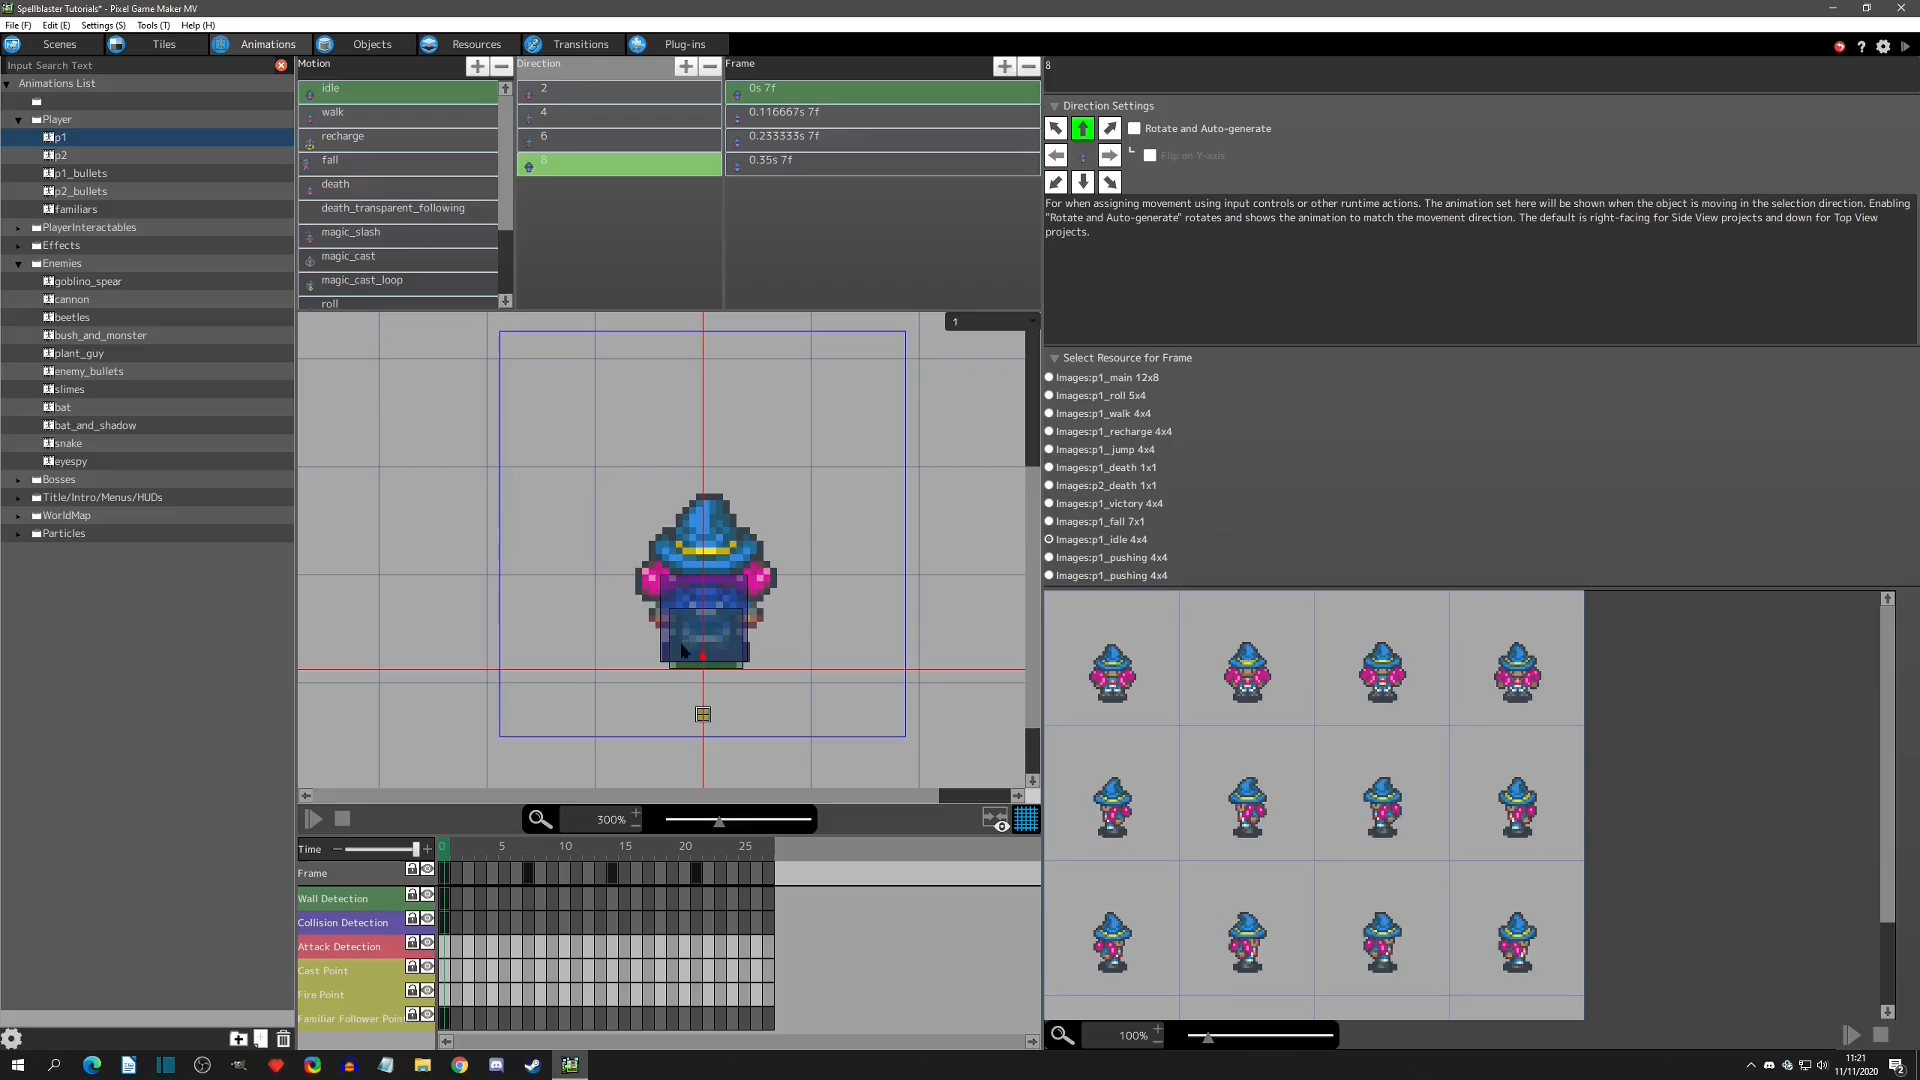 Spellblaster Tutorials* - Pixel Game Maker MV
File (F) Edit (E) Settings (S) Tools (T) Help (H)
Scenes Tiles Animations Objects Resources Transitions Plug-ins
Input Search Text
Animations List
Player
p1
p2
p1_bullets
p2_bullets
familiars
PlayerInteractables
Effects
Enemies
goblino_spear
cannon
beetles
bush_and_monster
plant_guy
enemy_bullets
slimes
bat
bat_and_shadow
snake
eyespy
Bosses
Title/Intro/Menus/HUDs
WorldMap
Particles
Motion
idle
walk
recharge
fall
death
death_transparent_following
magic_slash
magic_cast
magic_cast_loop
roll
Direction
2
4
6
8
Frame
0s 7f
0.116667s 7f
0.233333s 7f
0.35s 7f
1
300%
Time
0 5 10 15 20 25
Frame
Wall Detection
Collision Detection
Attack Detection
Cast Point
Fire Point
Familiar Follower Poin
8
Direction Settings
Rotate and Auto-generate
Flip on Y-axis
For when assigning movement using input controls or other runtime actions. The animation set here will be shown when the object is moving in the selection direction. Enabling
"Rotate and Auto-generate" rotates and shows the animation to match the movement direction. The default is right-facing for Side View projects and down for Top View
projects.
Select Resource for Frame
Images:p1_main 12x8
Images:p1_roll 5x4
Images:p1_walk 4x4
Images:p1_recharge 4x4
Images:p1_jump 4x4
Images:p1_death 1x1
Images:p2_death 1x1
Images:p1_victory 4x4
Images:p1_fall 7x1
Images:p1_idle 4x4
Images:p1_pushing 4x4
Images:p1_pushing 4x4
100%
11:21
11/11/2020
2